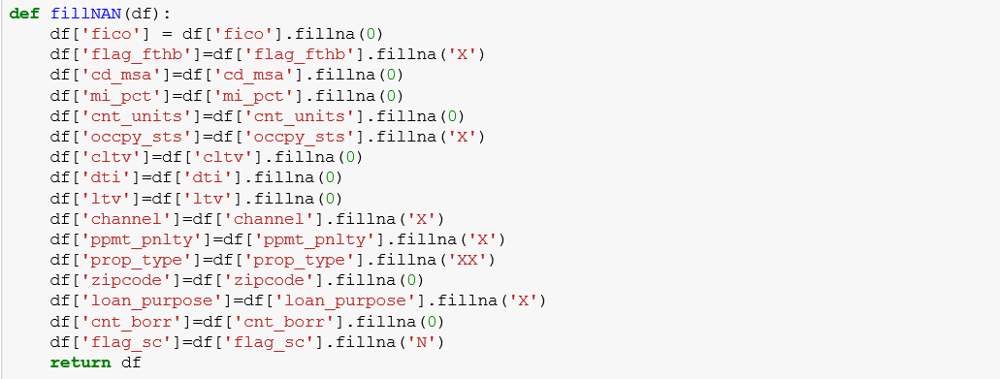 def fillNAN(df):
    df['fico'] = df['fico'].fillna(0)
    df['flag_fthb']=df['flag_fthb'].fillna('X')
    df['cd_msa']=df['cd_msa'].fillna(0)
    df['mi_pct']=df['mi_pct'].fillna(0)
    df['cnt_units']=df['cnt_units'].fillna(0)
    df['occpy_sts']=df['occpy_sts'].fillna('X')
    df['cltv']=df['cltv'].fillna(0)
    df['dti']=df['dti'].fillna(0)
    df['ltv']=df['ltv'].fillna(0)
    df['channel']=df['channel'].fillna('X')
    df['ppmt_pnlty']=df['ppmt_pnlty'].fillna('X')
    df['prop_type']=df['prop_type'].fillna('XX')
    df['zipcode']=df['zipcode'].fillna(0)
    df['loan_purpose']=df['loan_purpose'].fillna('X')
    df['cnt_borr']=df['cnt_borr'].fillna(0)
    df['flag_sc']=df['flag_sc'].fillna('N')
    return df